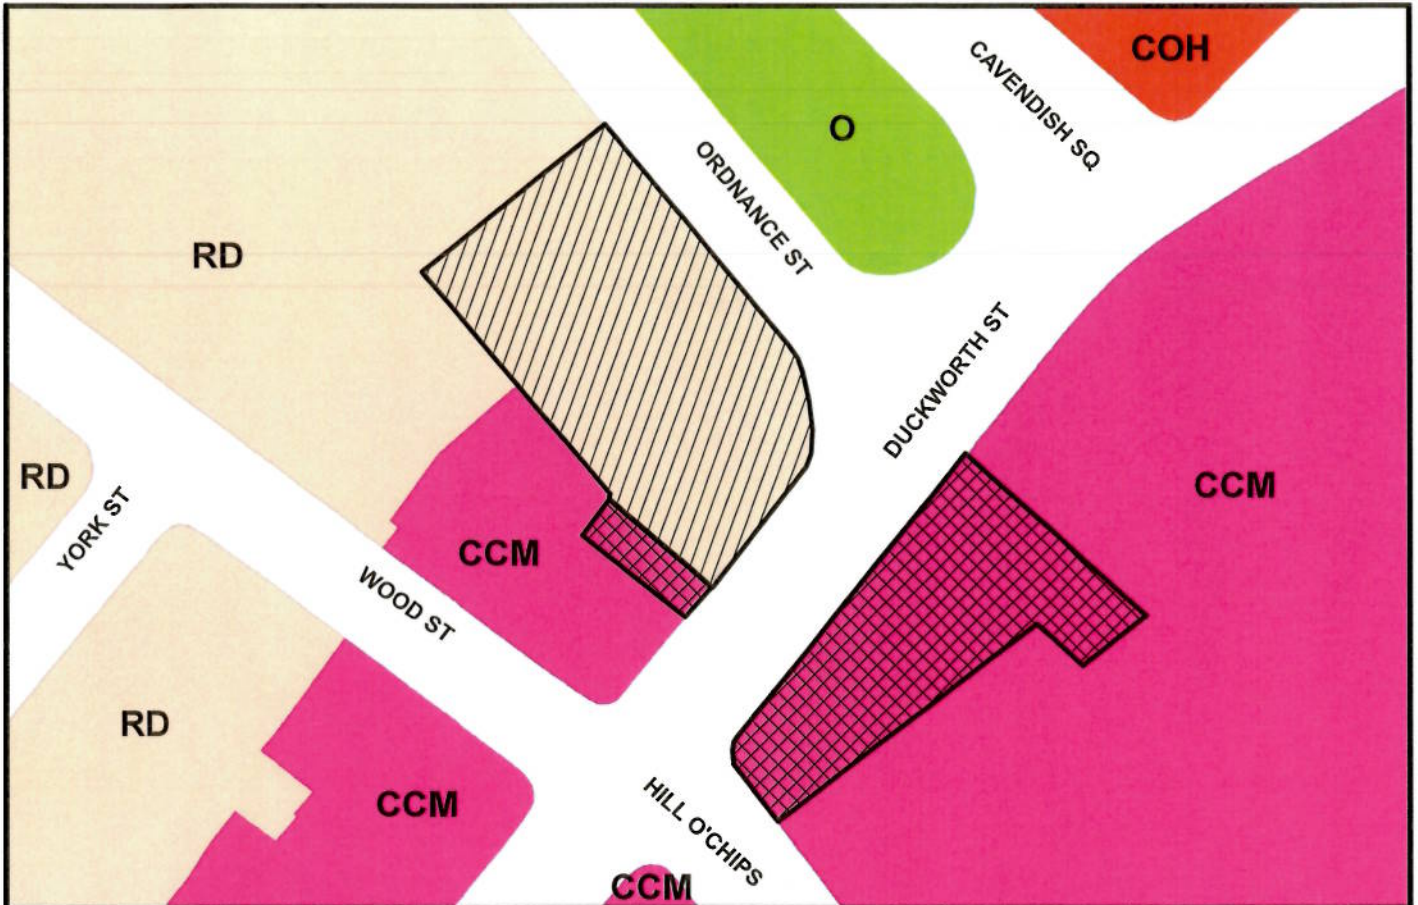 COH
CAVENDISH SQ
O
ORDNANCE ST
RD
DUCKWORTH ST
RD
CCM
YORK ST
CCM
WOOD ST
RD
CCM
HILL O'CHIPS
CCM